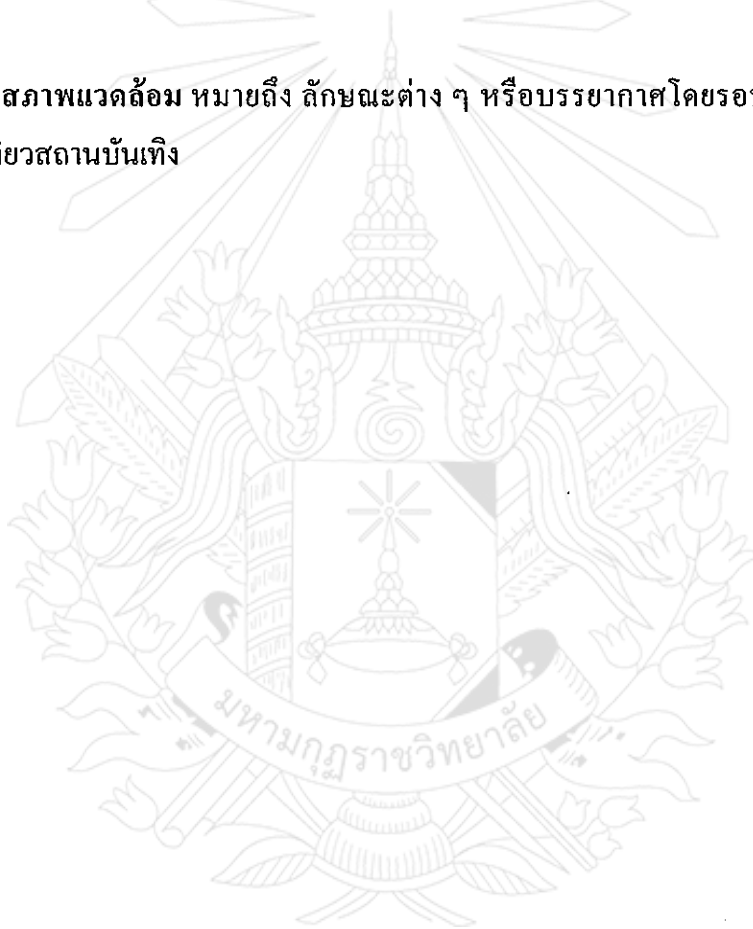 สภาพแวดล้อม หมายถึง ลักษณะต่าง ๆ หรือบรรยากาศโดยรอบ
สถานบันเทิง
มหามกุฏราชวิทยาลัย